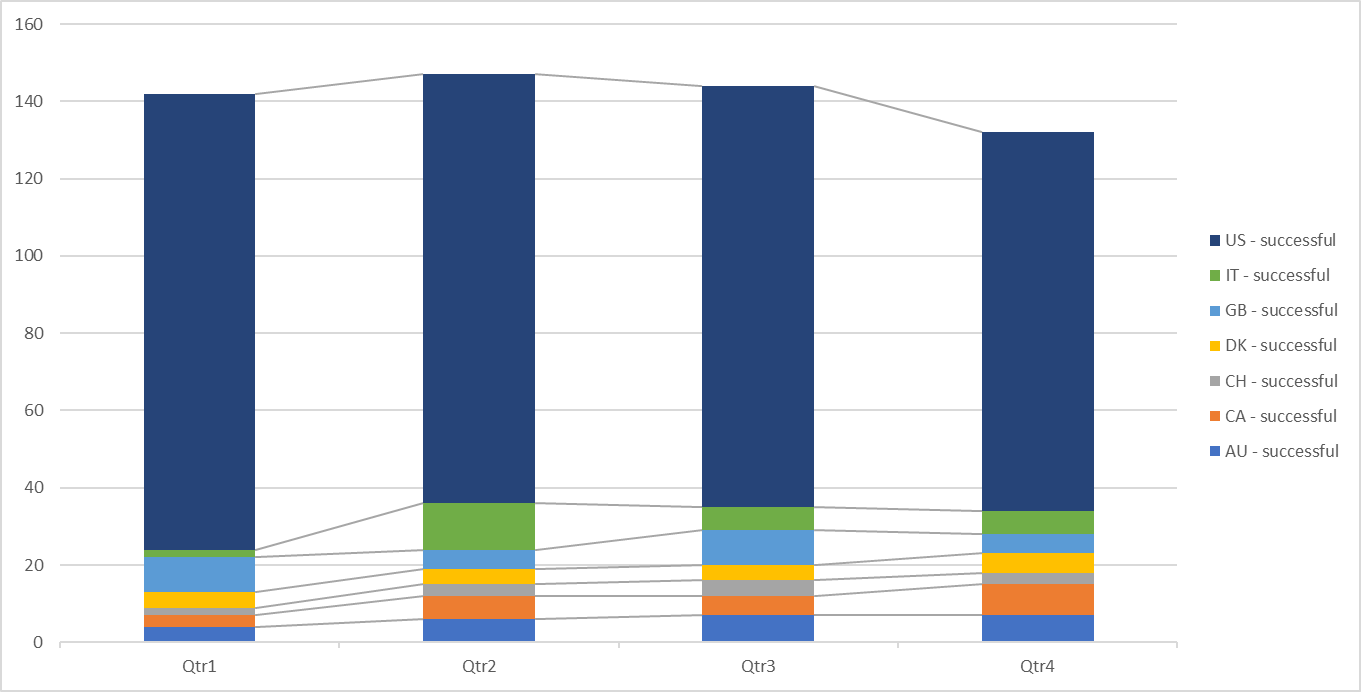 160
140
120
100
80
60
40
20
0
Qtr1
Qtr2
Qtr3
Qtr4
US - successful
IT - successful
GB - successful
DK - successful
CH - successful
CA - successful
AU - successful